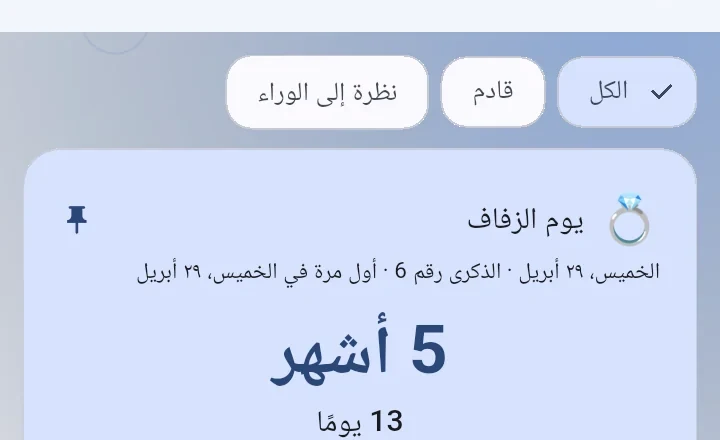 الكل
قادم
نظرة إلى الوراء
يوم الزفاف
الخميس، ٢٩ أبريل · الذكرى رقم 6 · أول مرة في الخميس، ٢٩ أبريل
5 أشهر
13 يومًا